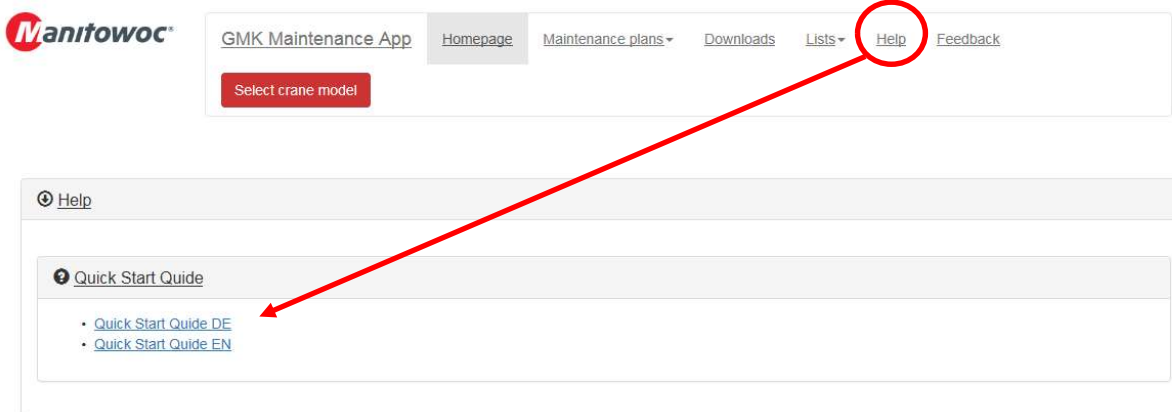 Manitowoc®
GMK Maintenance App Homepage Maintenance plans Downloads Lists Help Feedback
Select crane model
Help
Quick Start Quide
• Quick Start Quide DE
• Quick Start Quide EN